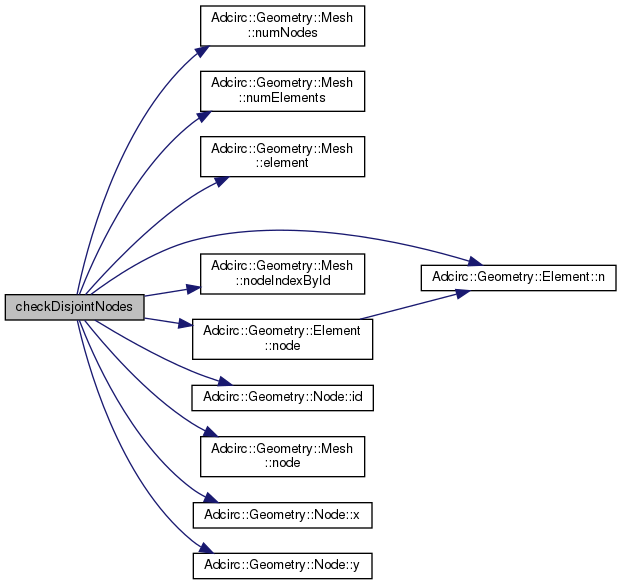 Adcirc::Geometry::Mesh
::numNodes
Adcirc::Geometry::Mesh
::numElements
Adcirc::Geometry::Mesh
::element
Adcirc::Geometry::Mesh
::nodeIndexById
Adcirc::Geometry::Element::n
checkDisjointNodes
Adcirc::Geometry::Element
::node
Adcirc::Geometry::Node::id
Adcirc::Geometry::Mesh
::node
Adcirc::Geometry::Node::x
Adcirc::Geometry::Node::y